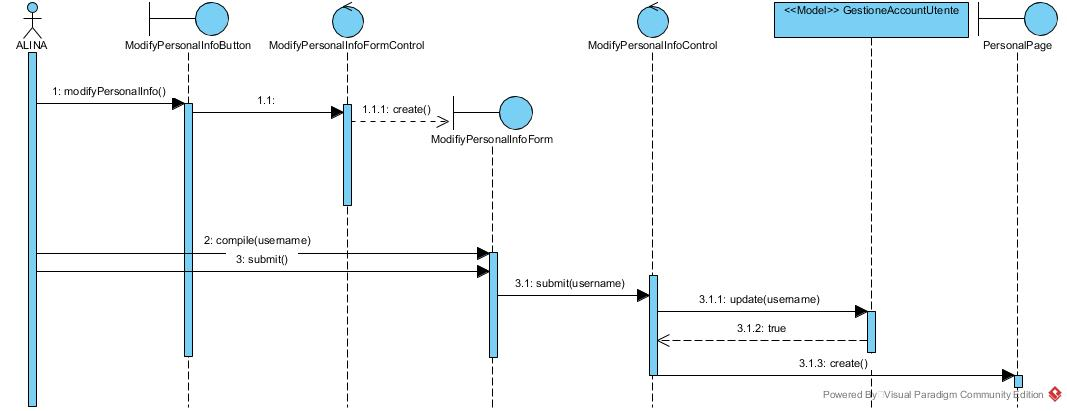 <<Model>> GestioneAccountUtente
ALINA
ModifyPersonalInfoButton
ModifyPersonalInfoFormControl
ModifyPersonalInfoControl
PersonalPage
1: modifyPersonalInfo()
1.1:
1.1.1: create()
ModifiyPersonalInfoForm
2: compile(username)
3: submit()
3.1: submit(username)
3.1.1: update(username)
3.1.2: true
3.1.3: create()
Powered By Visual Paradigm Community Edition